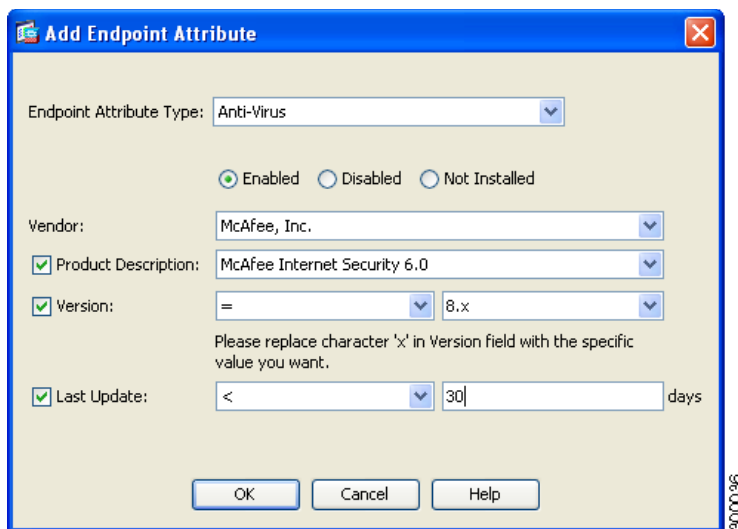 Add Endpoint Attribute
Endpoint Attribute Type: Anti-Virus
Enabled Disabled Not Installed
Vendor: McAfee, Inc.
Product Description: McAfee Internet Security 6.0
Version: = 8.x
Please replace character 'x' in Version field with the specific
value you want.
Last Update: < 30 days
OK Cancel Help